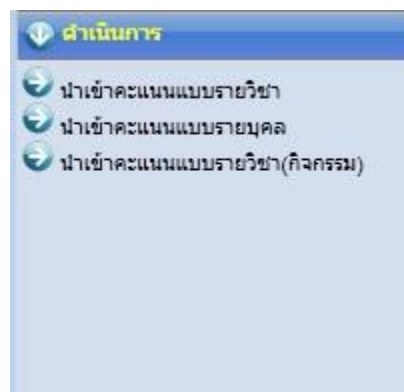 ดำเนินการ
นำเข้าคะแนนแบบรายวิชา
นำเข้าคะแนนแบบรายบุคล
นำเข้าคะแนนแบบรายวิชา(กิจกรรม)